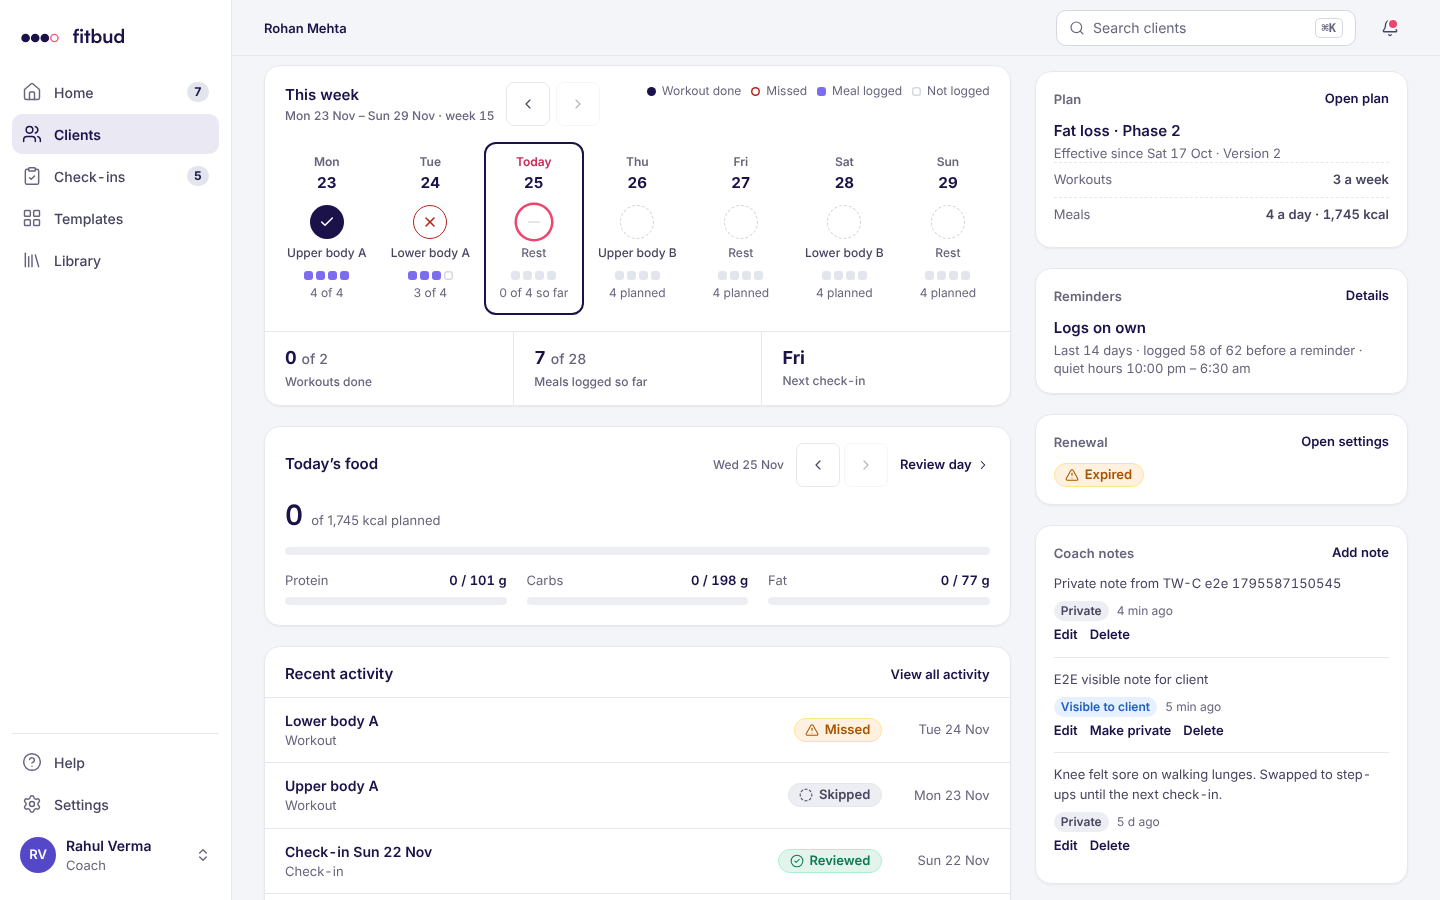 fitbud
Home 7
Clients
Check-ins 5
Templates
Library
Help
Settings
RV Rahul Verma
Coach
Rohan Mehta
Search clients ⌘K
This week
Mon 23 Nov – Sun 29 Nov · week 15
Workout done Missed Meal logged Not logged
Mon Tue Today Thu Fri Sat Sun
23 24 25 26 27 28 29
Upper body A Lower body A Rest Upper body B Rest Lower body B Rest
4 of 4 3 of 4 0 of 4 so far 4 planned 4 planned 4 planned 4 planned
0 of 2 7 of 28 Fri
Workouts done Meals logged so far Next check-in
Today’s food Wed 25 Nov Review day
0 of 1,745 kcal planned
Protein 0 / 101 g Carbs 0 / 198 g Fat 0 / 77 g
Recent activity View all activity
Lower body A
Workout
Missed Tue 24 Nov
Upper body A
Workout
Skipped Mon 23 Nov
Check-in Sun 22 Nov
Check-in
Reviewed Sun 22 Nov
Plan Open plan
Fat loss · Phase 2
Effective since Sat 17 Oct · Version 2
Workouts 3 a week
Meals 4 a day · 1,745 kcal
Reminders Details
Logs on own
Last 14 days · logged 58 of 62 before a reminder ·
quiet hours 10:00 pm – 6:30 am
Renewal Open settings
Expired
Coach notes Add note
Private note from TW-C e2e 1795587150545
Private 4 min ago
Edit Delete
E2E visible note for client
Visible to client 5 min ago
Edit Make private Delete
Knee felt sore on walking lunges. Swapped to step-
ups until the next check-in.
Private 5 d ago
Edit Delete